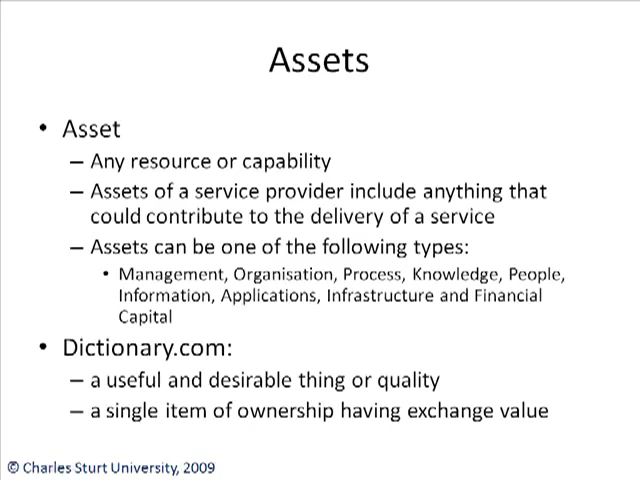 Assets
• Asset
– Any resource or capability
– Assets of a service provider include anything that
could contribute to the delivery of a service
– Assets can be one of the following types:
• Management, Organisation, Process, Knowledge, People,
Information, Applications, Infrastructure and Financial
Capital
• Dictionary.com:
– a useful and desirable thing or quality
– a single item of ownership having exchange value
© Charles Sturt University, 2009